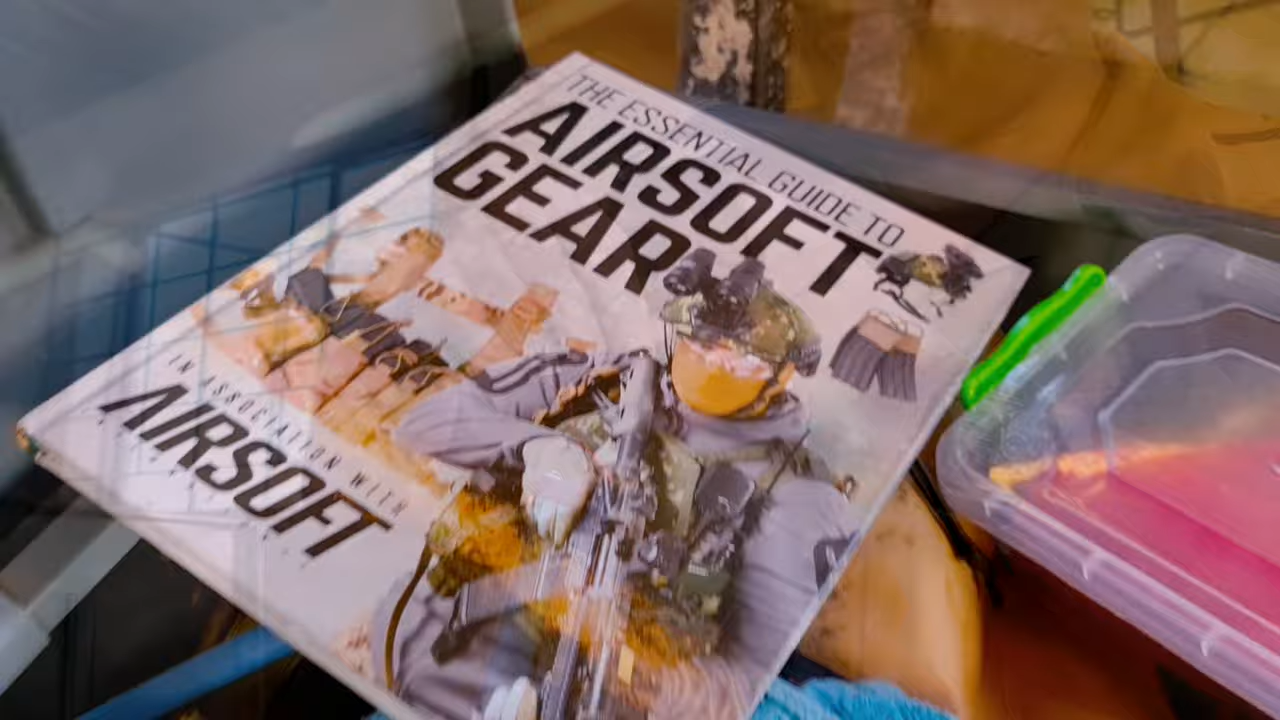 THE ESSENTIAL GUIDE TO
AIRSOFT
GEAR
IN ASSOCIATION WITH
AIRSOFT